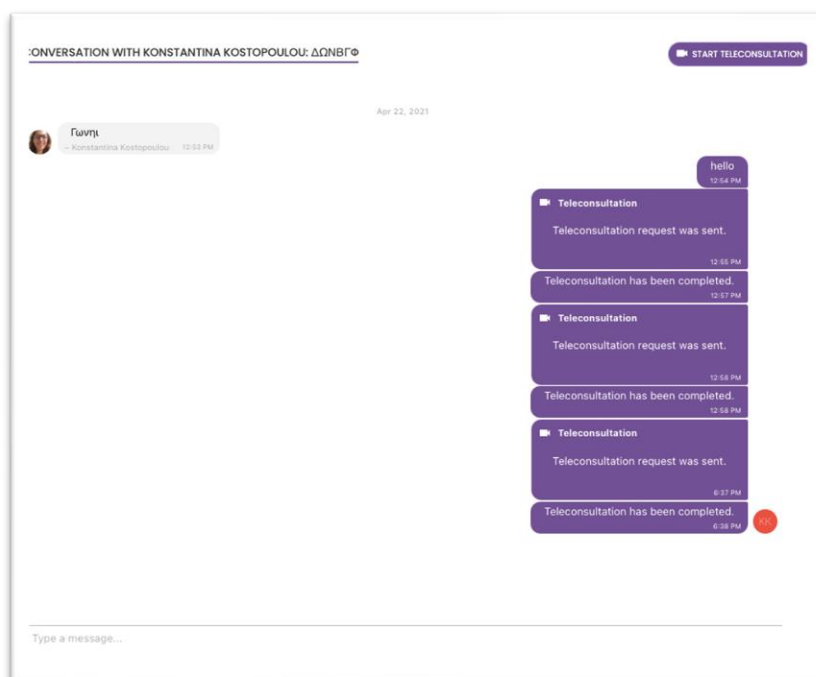 :ONVERSATION WITH KONSTANTINA KOSTOPOULOU: ΔΩΝΒΓΦ
START TELECONSULTATION
Apr 22, 2021
Γωνηι
– Konstantina Kostopoulou 12:53 PM
hello
12:54 PM
Teleconsultation
Teleconsultation request was sent.
12:55 PM
Teleconsultation has been completed.
12:57 PM
Teleconsultation
Teleconsultation request was sent.
12:58 PM
Teleconsultation has been completed.
12:58 PM
Teleconsultation
Teleconsultation request was sent.
6:37 PM
Teleconsultation has been completed.
6:38 PM
KK
Type a message...